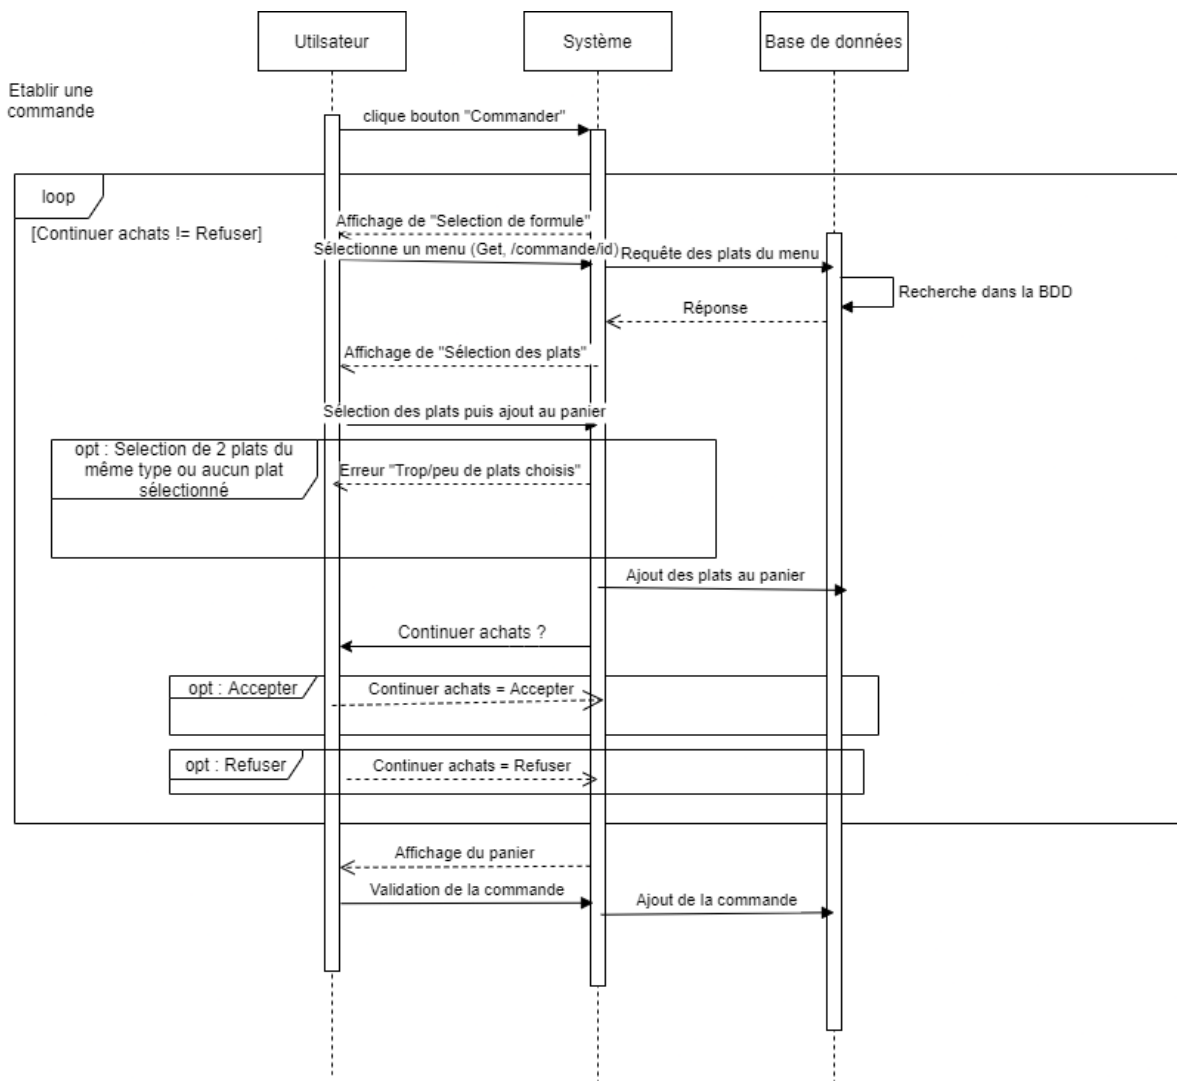 Utilsateur
Système
Base de données
Etablir une
commande
clique bouton "Commander"
loop
[Continuer achats != Refuser]
Affichage de "Selection de formule"
Sélectionne un menu (Get, /commande/id)
Requête des plats du menu
Recherche dans la BDD
Réponse
Affichage de "Sélection des plats"
Sélection des plats puis ajout au panier
opt : Selection de 2 plats du
même type ou aucun plat
sélectionné
Erreur "Trop/peu de plats choisis"
Ajout des plats au panier
Continuer achats ?
opt : Accepter
Continuer achats = Accepter
opt : Refuser
Continuer achats = Refuser
Affichage du panier
Validation de la commande
Ajout de la commande